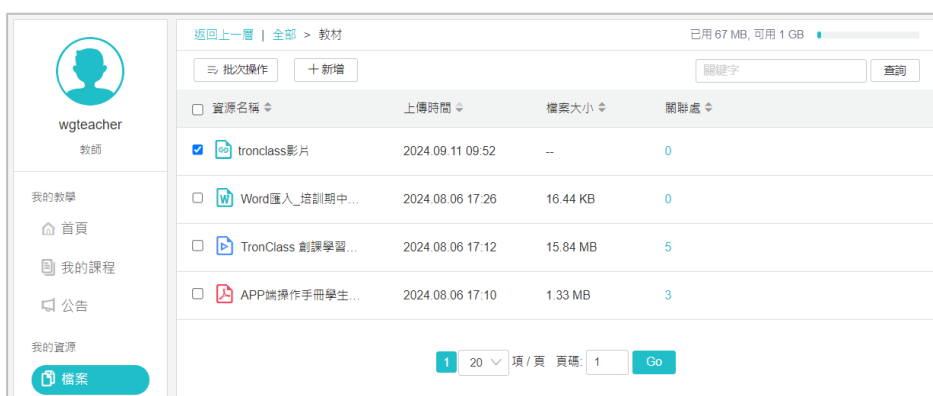 返回上一層 | 全部 > 教材 已用 67 MB, 可用 1 GB
批次操作 十新增 關鍵字 查詢
資源名稱 上傳時間 檔案大小 關聯處
wgteacher
教師
tronclass影片 2024.09.11 09:52 -- 0
我的教學
Word匯入_培訓期中... 2024.08.06 17:26 16.44 KB 0
首頁
TronClass 創課學習... 2024.08.06 17:12 15.84 MB 5
我的課程
APP端操作手冊學生... 2024.08.06 17:10 1.33 MB 3
公告
我的資源
1 20 項 / 頁 頁碼: 1 Go
檔案